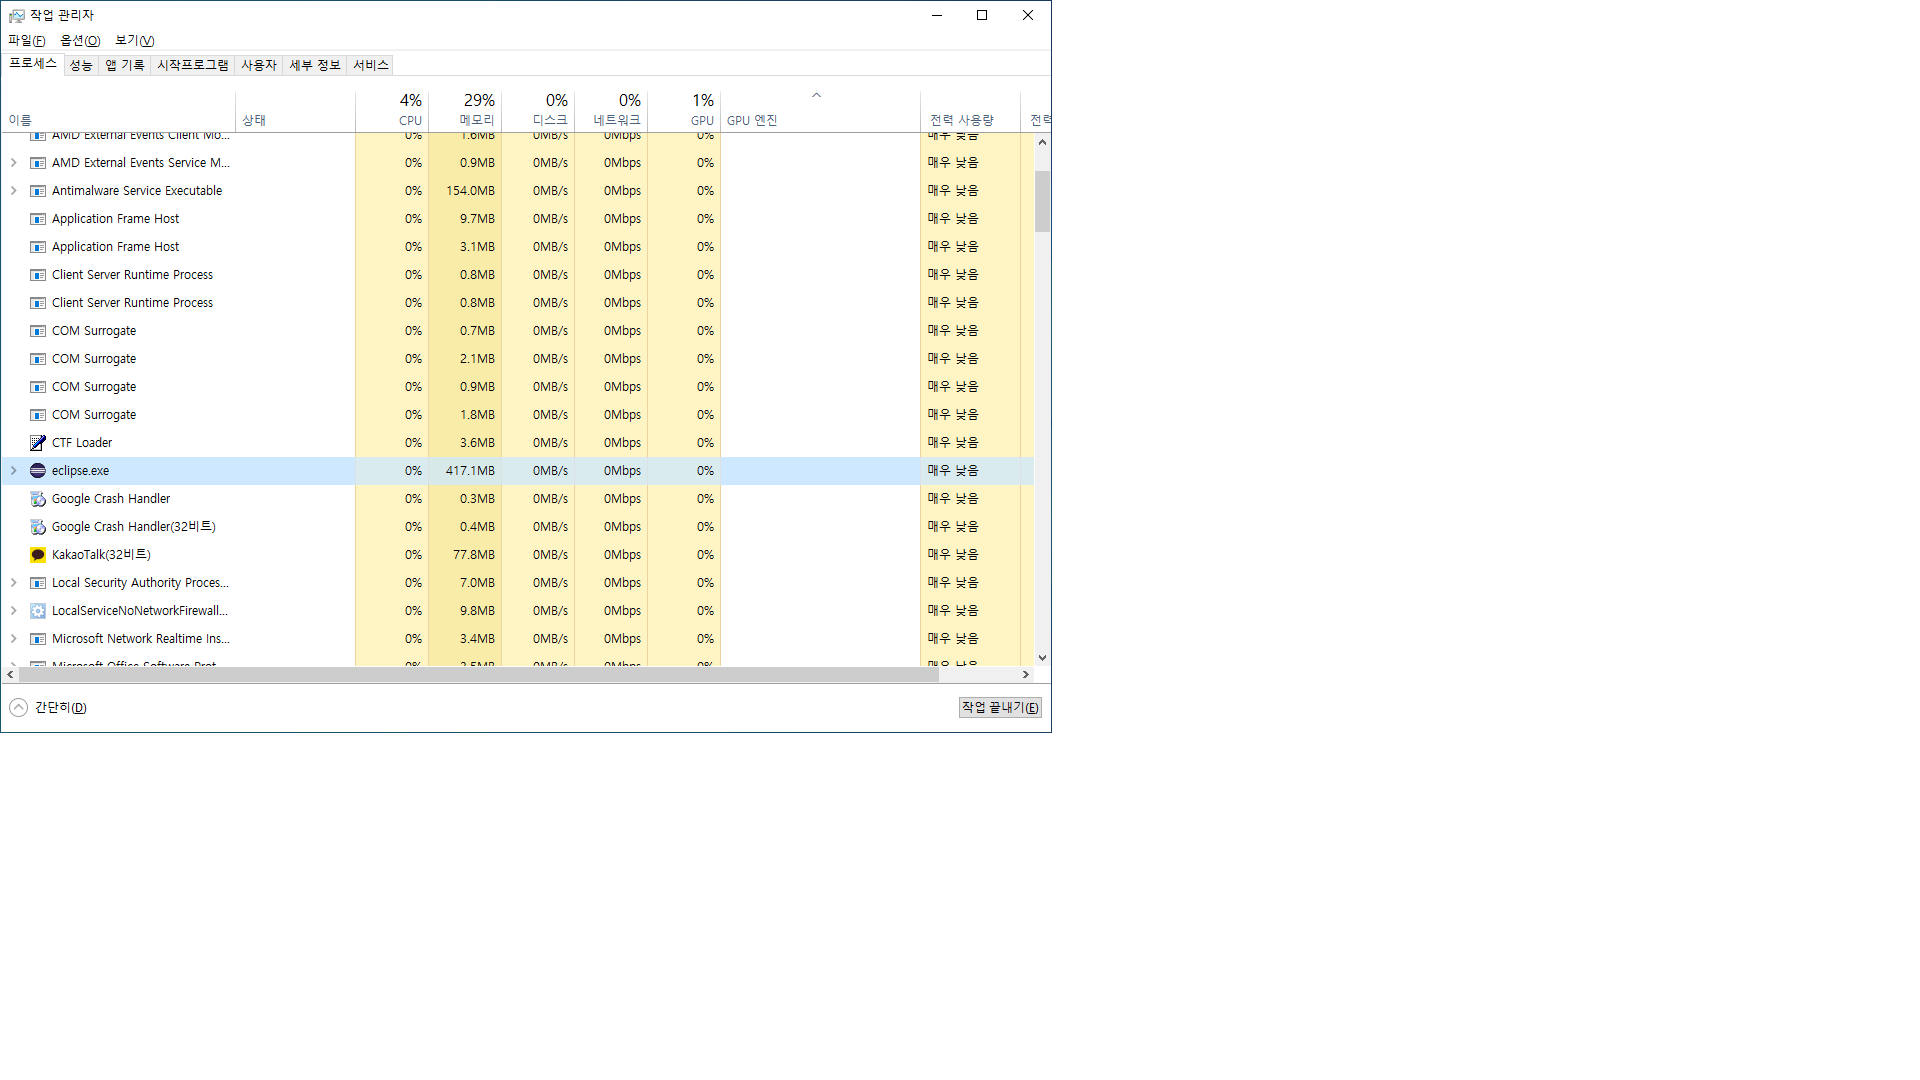 작업 관리자
파일(F) 옵션(O) 보기(V)
프로세스 성능 앱 기록 시작프로그램 사용자 세부 정보 서비스
4% 29% 0% 0% 1%
이름 상태 CPU 메모리 디스크 네트워크 GPU GPU 엔진 전력 사용량 전력
AMD External Events Client Mo... 0% 1.6MB 0MB/s 0Mbps 0% 매우 낮음
AMD External Events Service M... 0% 0.9MB 0MB/s 0Mbps 0% 매우 낮음
Antimalware Service Executable 0% 154.0MB 0MB/s 0Mbps 0% 매우 낮음
Application Frame Host 0% 9.7MB 0MB/s 0Mbps 0% 매우 낮음
Application Frame Host 0% 3.1MB 0MB/s 0Mbps 0% 매우 낮음
Client Server Runtime Process 0% 0.8MB 0MB/s 0Mbps 0% 매우 낮음
Client Server Runtime Process 0% 0.8MB 0MB/s 0Mbps 0% 매우 낮음
COM Surrogate 0% 0.7MB 0MB/s 0Mbps 0% 매우 낮음
COM Surrogate 0% 2.1MB 0MB/s 0Mbps 0% 매우 낮음
COM Surrogate 0% 0.9MB 0MB/s 0Mbps 0% 매우 낮음
COM Surrogate 0% 1.8MB 0MB/s 0Mbps 0% 매우 낮음
CTF Loader 0% 3.6MB 0MB/s 0Mbps 0% 매우 낮음
eclipse.exe 0% 417.1MB 0MB/s 0Mbps 0% 매우 낮음
Google Crash Handler 0% 0.3MB 0MB/s 0Mbps 0% 매우 낮음
Google Crash Handler(32비트) 0% 0.4MB 0MB/s 0Mbps 0% 매우 낮음
KakaoTalk(32비트) 0% 77.8MB 0MB/s 0Mbps 0% 매우 낮음
Local Security Authority Proces... 0% 7.0MB 0MB/s 0Mbps 0% 매우 낮음
LocalServiceNoNetworkFirewall... 0% 9.8MB 0MB/s 0Mbps 0% 매우 낮음
Microsoft Network Realtime Ins... 0% 3.4MB 0MB/s 0Mbps 0% 매우 낮음
Microsoft Office Software Prot... 0% 0MB/s 0Mbps 0% 매우 낮음
간단히(D) 작업 끝내기(E)